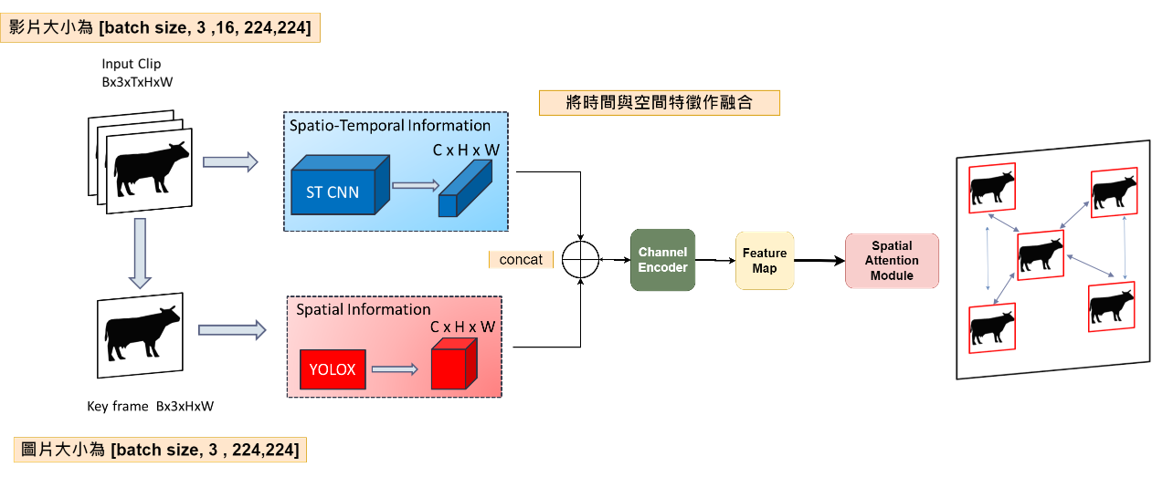 影片大小為 [batch size, 3 ,16, 224,224]
Input Clip
Bx3xTxHxW
將時間與空間特徵作融合
Spatio-Temporal Information
C x H x W
ST CNN
concat
Channel
Encoder
Feature
Map
Spatial
Attention
Module
Spatial Information
C x H x W
YOLOX
Key frame Bx3xHxW
圖片大小為 [batch size, 3 , 224,224]